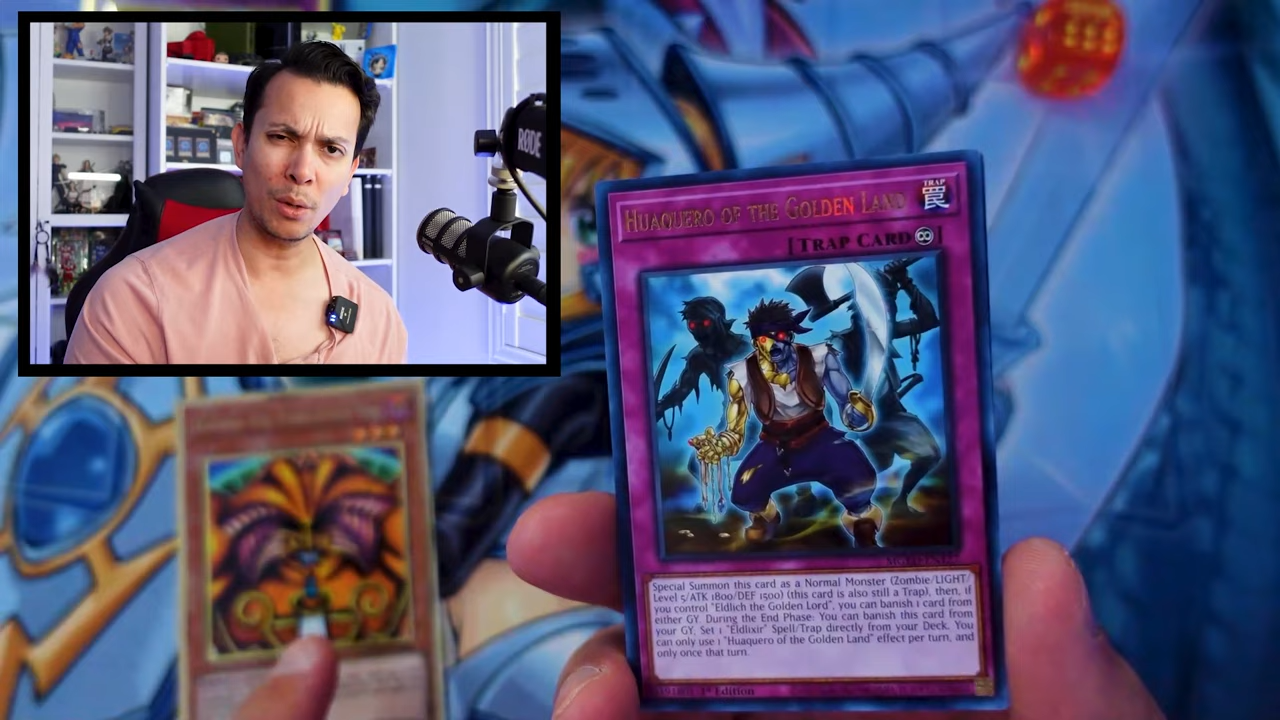 RØDE
HUAQUERO OF THE GOLDEN LAND
TRAP
罠
[TRAP CARD ]
Special Summon this card as a Normal Monster (Zombie/LIGHT/
Level 5/ATK 1800/DEF 1500) (this card is also still a Trap), then, if
you control "Eldlich the Golden Lord", you can banish 1 card from
either GY. During the End Phase: You can banish this card from
your GY, Set 1 "Eldlixir" Spell/Trap directly from your Deck. You
can only use 1 "Huaquero of the Golden Land" effect per turn, and
only once that turn.
1st Edition